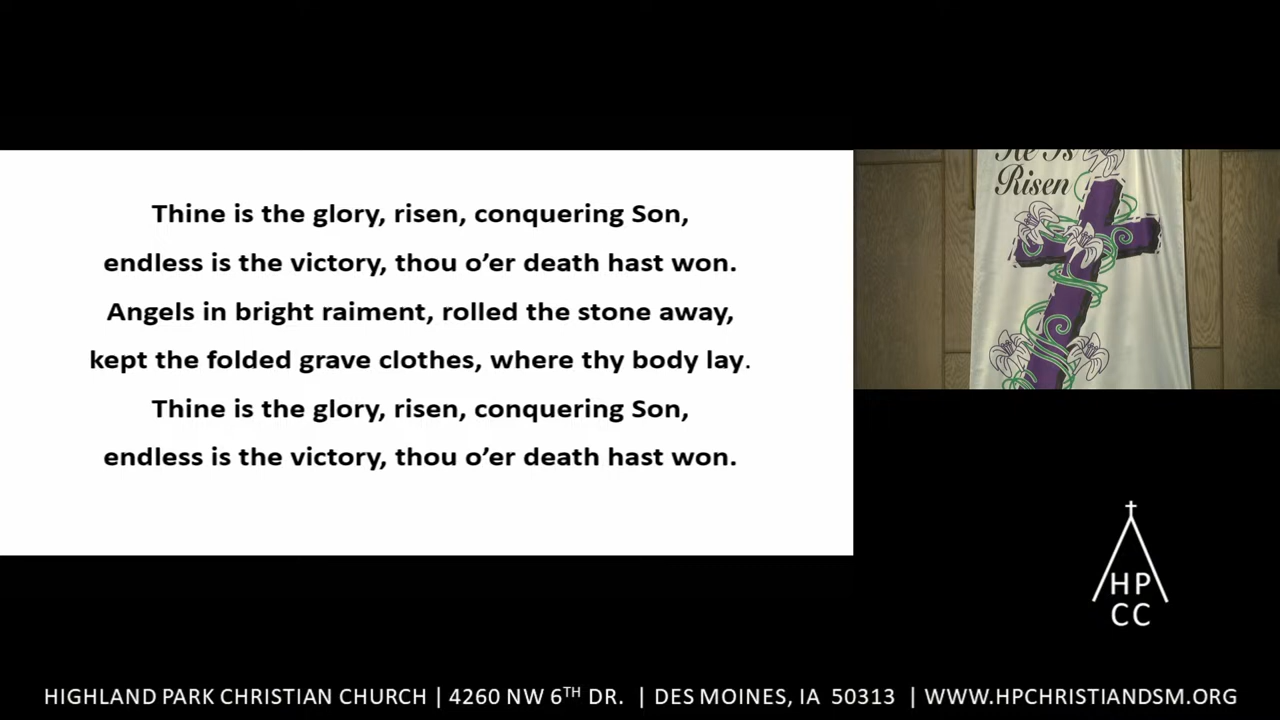 Thine is the glory, risen, conquering Son,
endless is the victory, thou o’er death hast won.
Angels in bright raiment, rolled the stone away,
kept the folded grave clothes, where thy body lay.
Thine is the glory, risen, conquering Son,
endless is the victory, thou o’er death hast won.
He Is
Risen
HP
CC
HIGHLAND PARK CHRISTIAN CHURCH | 4260 NW 6TH DR. | DES MOINES, IA 50313 | WWW.HPCHRISTIANDSM.ORG